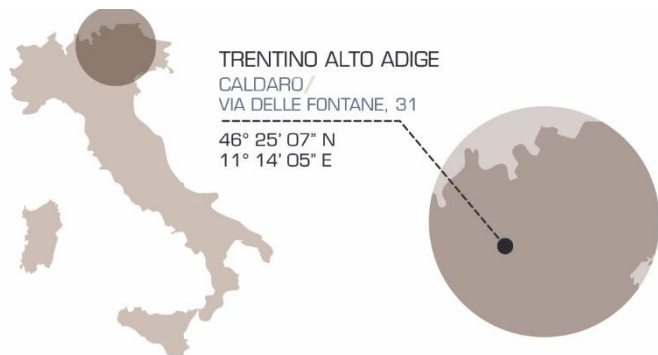 TRENTINO ALTO ADIGE
CALDARO/
VIA DELLE FONTANE, 31
46° 25' 07” N
11° 14' 05” E